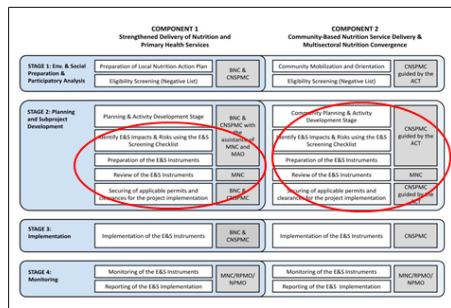 COMPONENT 1
Strengthened Delivery of Nutrition and
Primary Health Services
COMPONENT 2
Community-Based Nutrition Service Delivery &
Multisectoral Nutrition Convergence
STAGE 1: Env. & Social
Preparation &
Participatory Analysis
Preparation of Local Nutrition Action Plan
Eligibility Screening (Negative List)
BNC &
CNSPMC
Community Mobilization and Orientation
Eligibility Screening (Negative List)
CNSPMC
guided by the
ACT
STAGE 2: Planning
and Subproject
Development
Planning & Activity Development Stage
Identify E&S Impacts & Risks using the E&S
Screening Checklist
Preparation of the E&S Instruments
Review of the E&S Instruments
Securing of applicable permits and
clearances for the project implementation
BNC &
CNSPMC with
the
assistance of
MNC and
MAO
MNC
BNC &
CNSPMC
Community Planning & Activity
Development Stage
Identify E&S Impacts & Risks using the E&S
Screening Checklist
Preparation of the E&S Instruments
Review of the E&S Instruments
Securing of applicable permits and
clearances for the project implementation
CNSPMC
guided by the
ACT
MNC
CNSPMC
guided by the
ACT
STAGE 3:
Implementation
Implementation of the E&S Instruments
BNC &
CNSPMC
Implementation of the E&S Instruments
CNSPMC
STAGE 4:
Monitoring
Monitoring of the E&S Instruments
Reporting of the E&S Implementation
MNC/RPMO/
NPMO
Monitoring of the E&S Instruments
Reporting of the E&S Implementation
MNC/RPMO/
NPMO